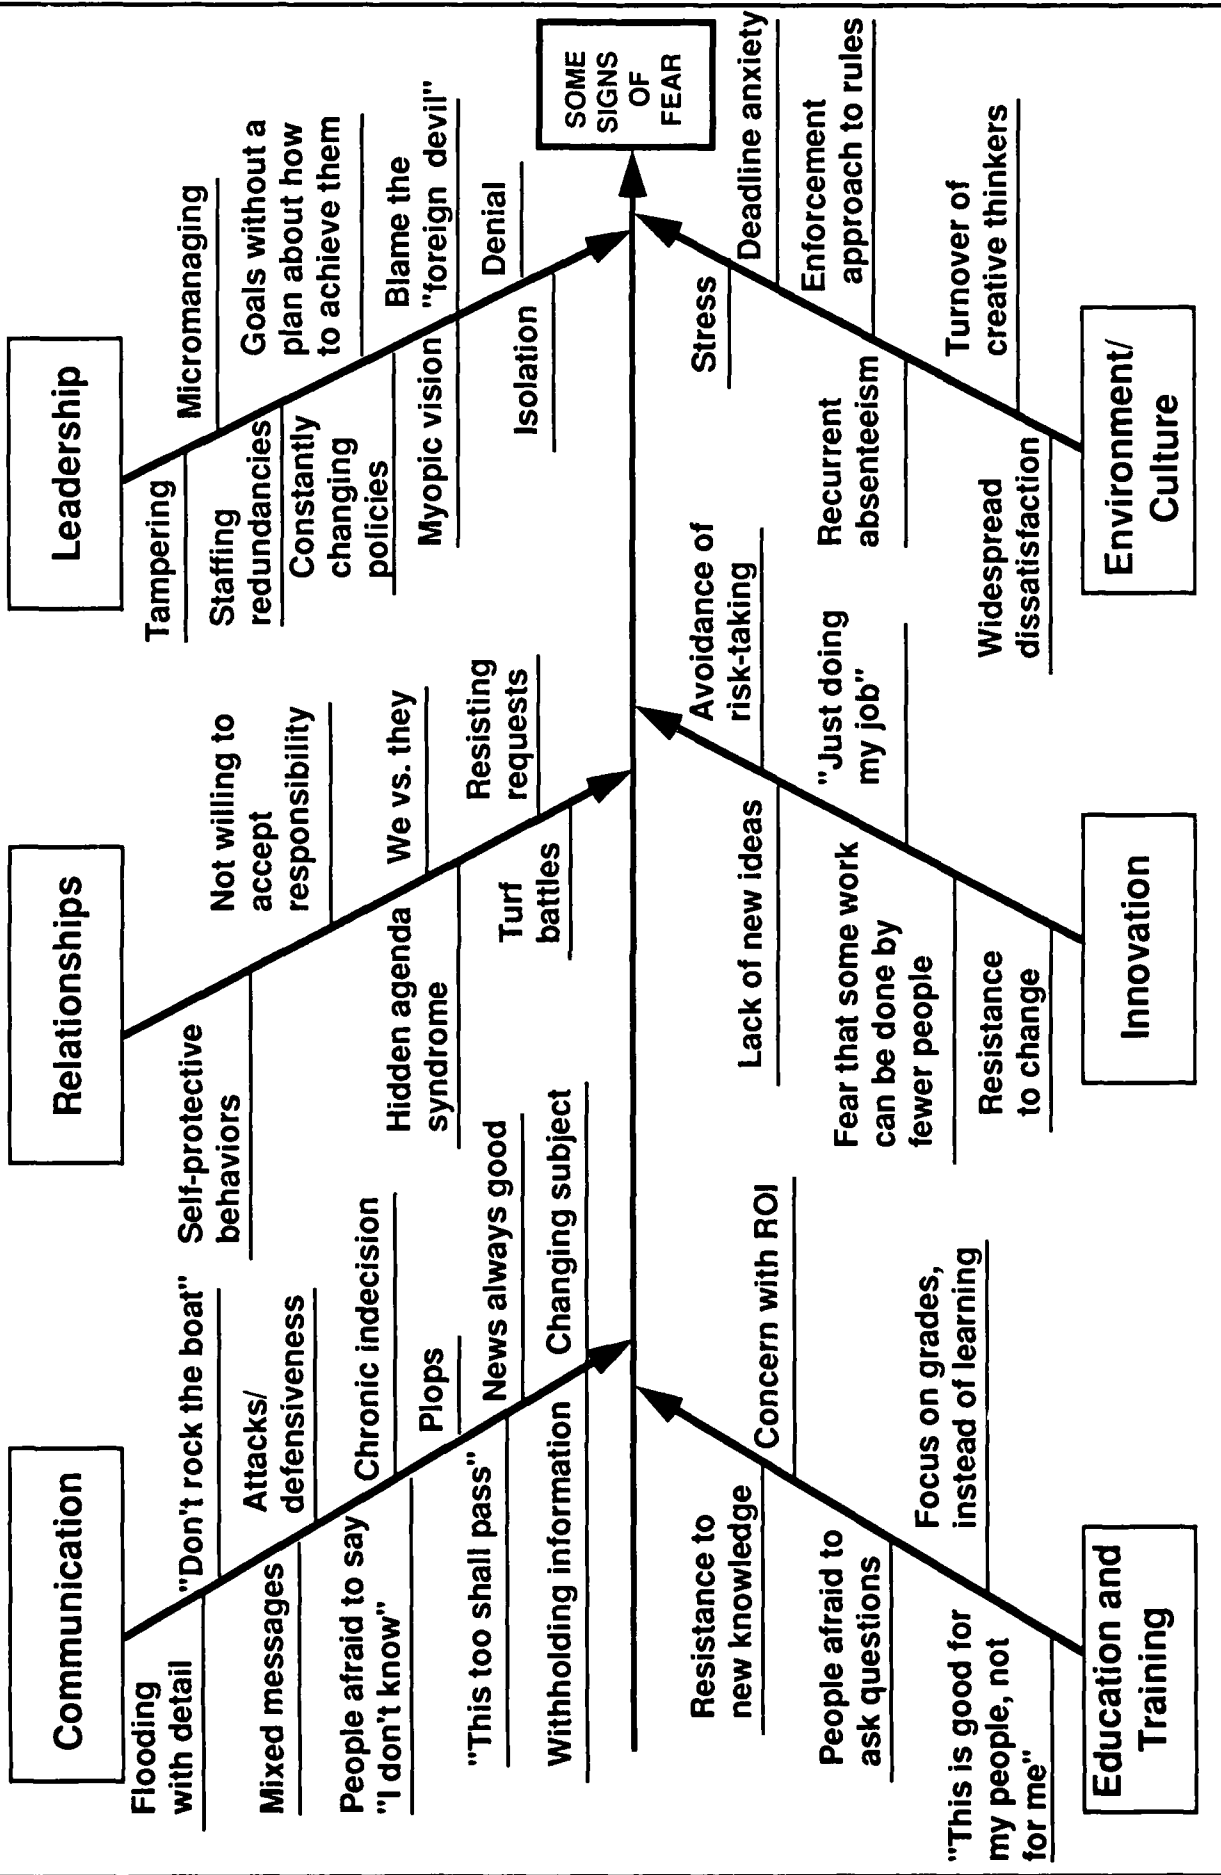 Communication
Flooding
with detail
"Don't rock the boat"
Mixed messages
Attacks/
defensiveness
People afraid to say
"I don't know"
Chronic indecision
Plops
"This too shall pass"
News always good
Withholding information
Changing subject
Relationships
Self-protective
behaviors
Not willing to
accept
responsibility
Hidden agenda
syndrome
We vs. they
Turf
battles
Resisting
requests
Leadership
Tampering
Micromanaging
Staffing
redundancies
Goals without a
plan about how
to achieve them
Constantly
changing
policies
Blame the
"foreign devil"
Myopic vision
Denial
Isolation
SOME
SIGNS
OF
FEAR
Resistance to
new knowledge
Concern with ROI
People afraid to
ask questions
Focus on grades,
instead of learning
"This is good for
my people, not
for me"
Education and
Training
Avoidance of
risk-taking
Lack of new ideas
"Just doing
my job"
Fear that some work
can be done by
fewer people
Resistance
to change
Innovation
Stress
Deadline anxiety
Enforcement
approach to rules
Recurrent
absenteeism
Turnover of
creative thinkers
Widespread
dissatisfaction
Environment/
Culture